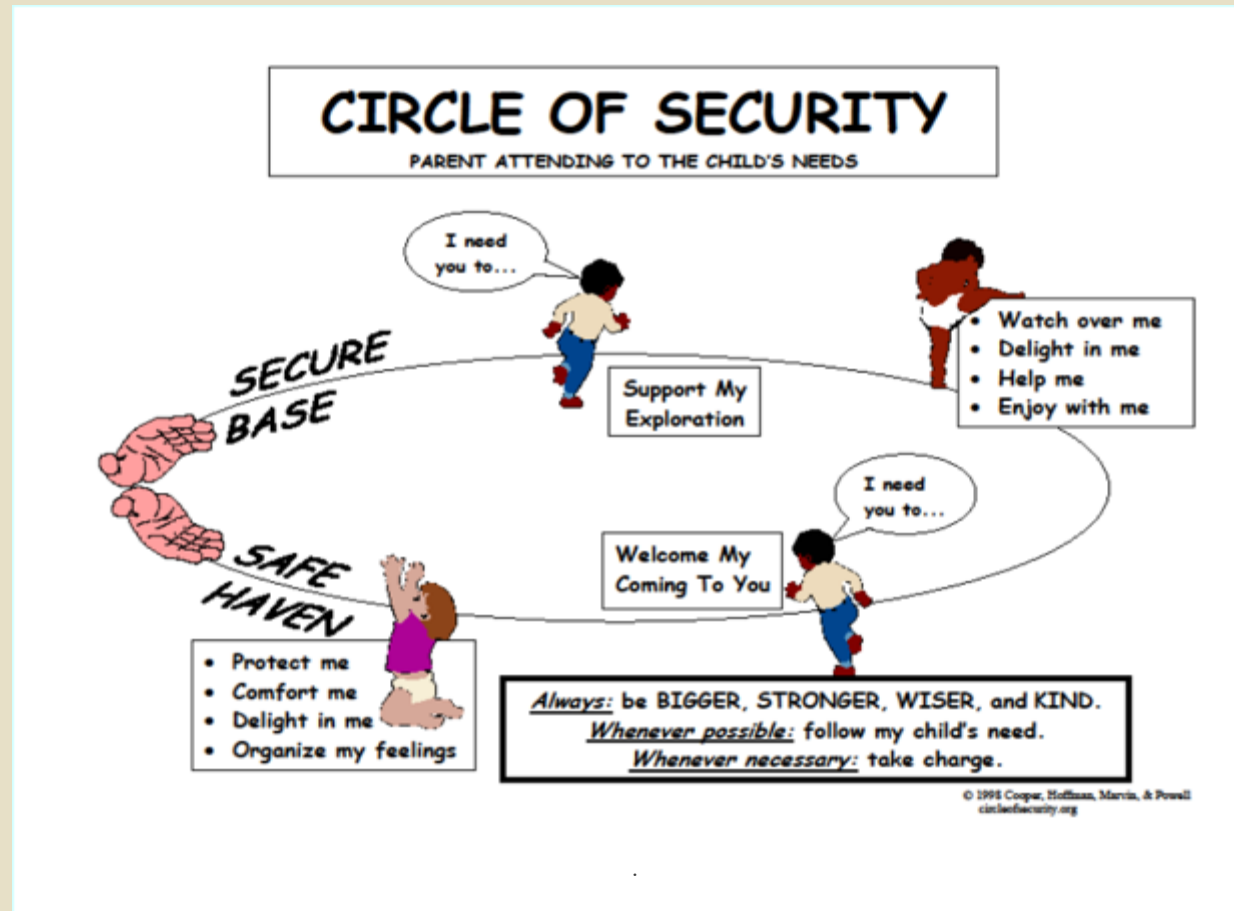 CIRCLE OF SECURITY
PARENT ATTENDING TO THE CHILD'S NEEDS
I need
you to...
SECURE
BASE
Support My
Exploration
• Watch over me
• Delight in me
• Help me
• Enjoy with me
I need
you to...
Welcome My
Coming To You
SAFE
HAVEN
• Protect me
• Comfort me
• Delight in me
• Organize my feelings
Always: be BIGGER, STRONGER, WISER, and KIND.
Whenever possible: follow my child's need.
Whenever necessary: take charge.
© 1998 Cooper, Hoffman, Marvin, & Powell
circleofsecurity.org